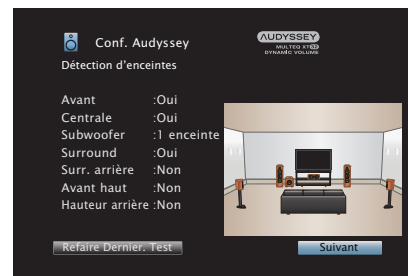 Conf. Audyssey
AUDYSSEY
MULTEQ XT32
DYNAMIC VOLUME
Détection d'enceintes
Avant :Oui
Centrale :Oui
Subwoofer :1 enceinte
Surround :Oui
Surr. arrière :Non
Avant haut :Non
Hauteur arrière :Non
Refaire Dernier. Test
Suivant